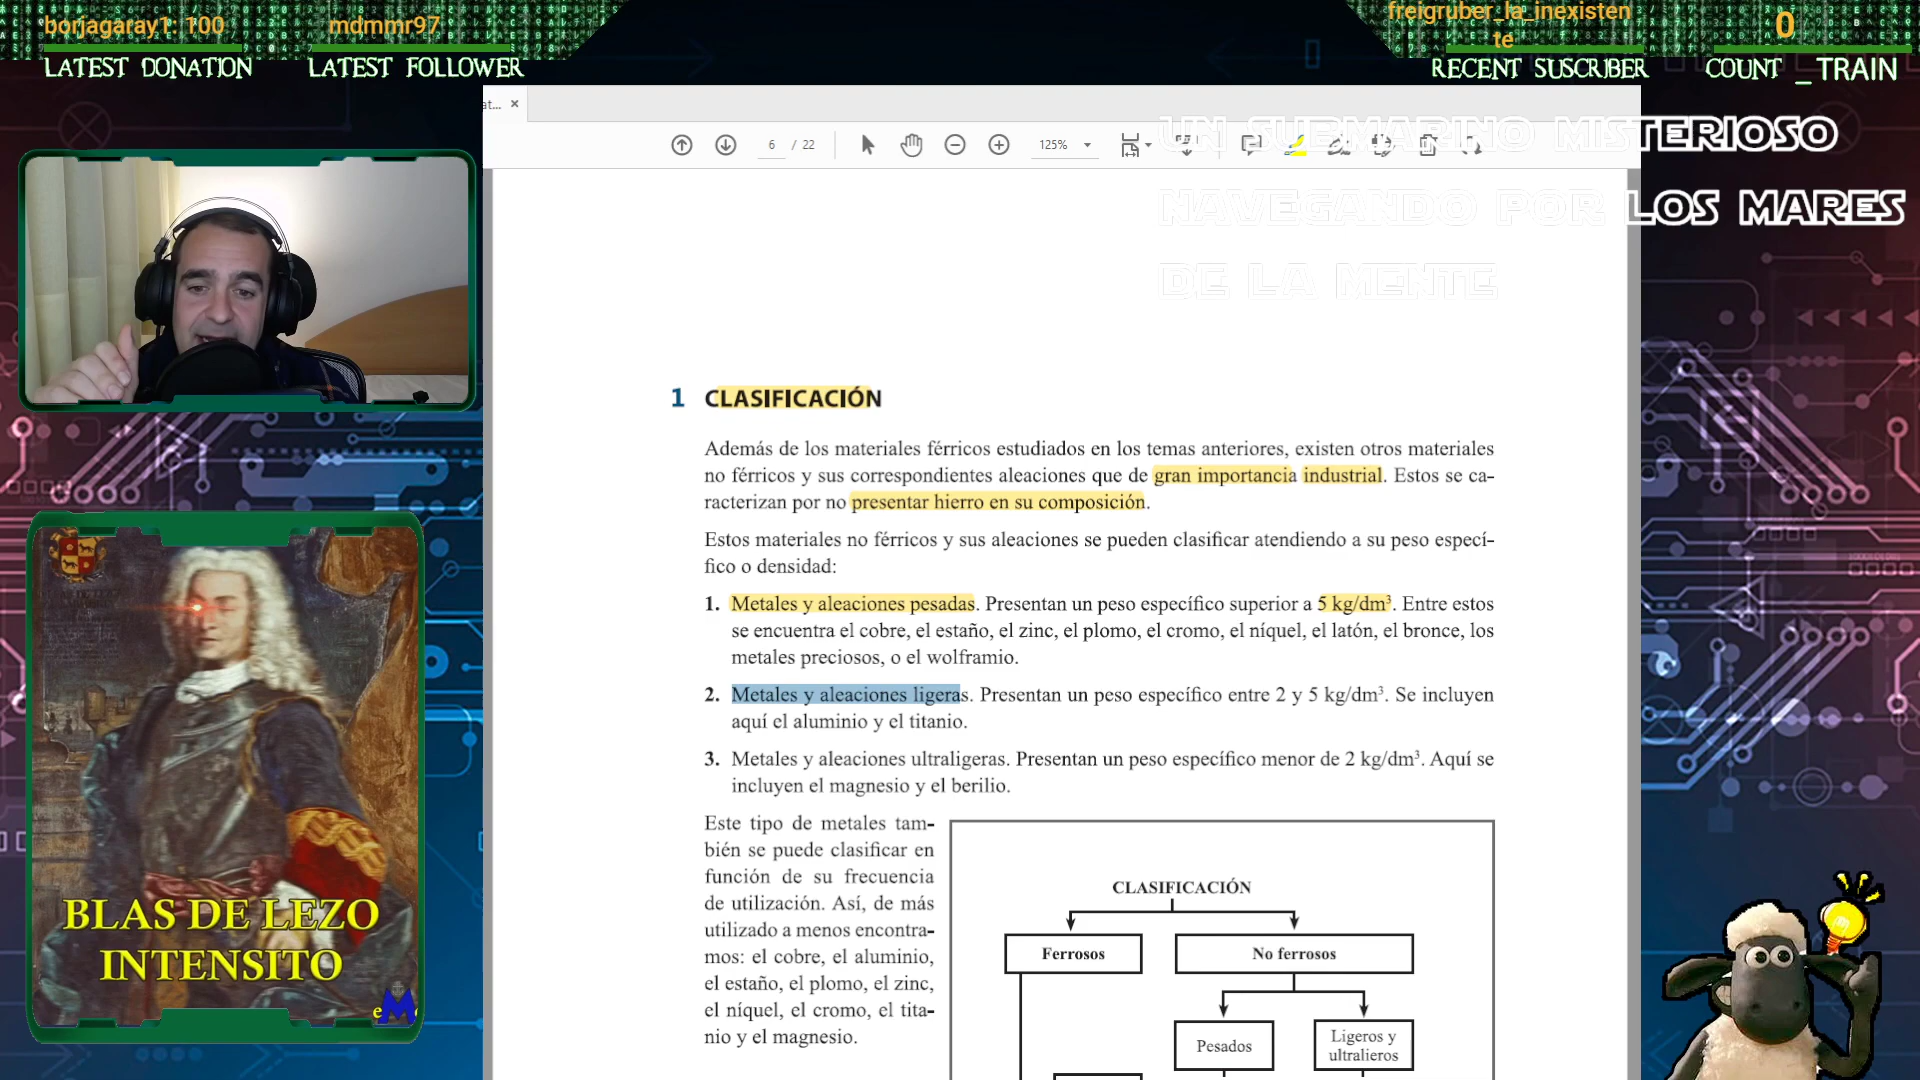 borjagaray1: 100
LATEST DONATION
mdmmr97
LATEST FOLLOWER
freigruber_la_inexisten
te
RECENT SUSCRIBER
0
COUNT _TRAIN
at... ×
6 / 22
125%
UN SUBMARINO MISTERIOSO
NAVEGANDO POR LOS MARES
DE LA MENTE
1 CLASIFICACIÓN
Además de los materiales férricos estudiados en los temas anteriores, existen otros materiales
no férricos y sus correspondientes aleaciones que de gran importancia industrial. Estos se ca-
racterizan por no presentar hierro en su composición.
Estos materiales no férricos y sus aleaciones se pueden clasificar atendiendo a su peso especí-
fico o densidad:
1. Metales y aleaciones pesadas. Presentan un peso específico superior a 5 kg/dm³. Entre estos
se encuentra el cobre, el estaño, el zinc, el plomo, el cromo, el níquel, el latón, el bronce, los
metales preciosos, o el wolframio.
2. Metales y aleaciones ligeras. Presentan un peso específico entre 2 y 5 kg/dm³. Se incluyen
aquí el aluminio y el titanio.
3. Metales y aleaciones ultraligeras. Presentan un peso específico menor de 2 kg/dm³. Aquí se
incluyen el magnesio y el berilio.
Este tipo de metales tam-
bién se puede clasificar en
función de su frecuencia
de utilización. Así, de más
utilizado a menos encontra-
mos: el cobre, el aluminio,
el estaño, el plomo, el zinc,
el níquel, el cromo, el tita-
nio y el magnesio.
CLASIFICACIÓN
Ferrosos
No ferrosos
Pesados
Ligeros y
ultralieros
BLAS DE LEZO
INTENSITO